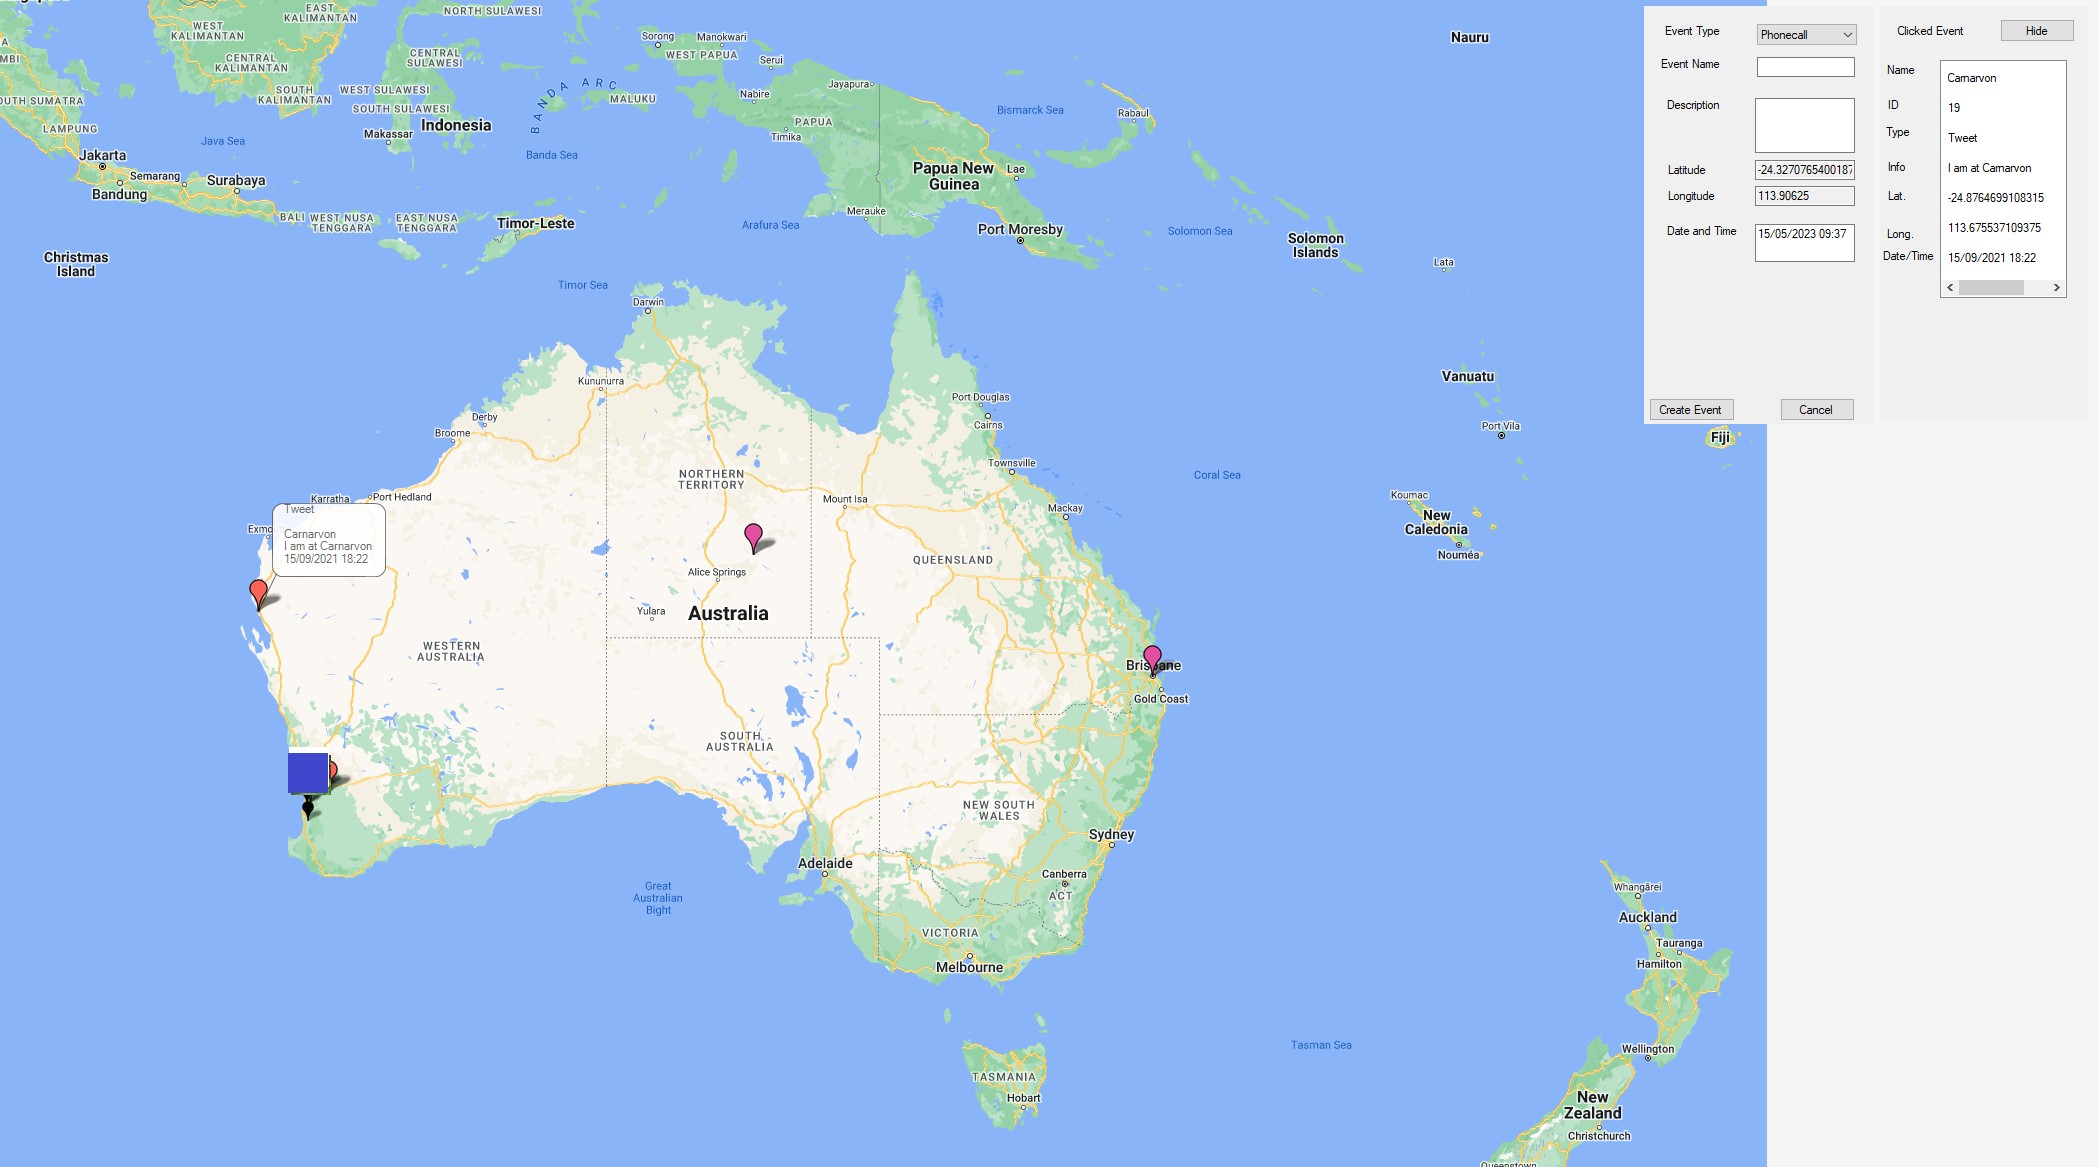 NORTH SULAWESI
EAST
KALIMANTAN
WEST
KALIMANTAN
CENTRAL
KALIMANTAN
SOUTH
KALIMANTAN
CENTRAL
SULAWESI
WEST SULAWESI
SOUTH SULAWESI
Makassar
Indonesia
BANDA ARC
MALUKU
Sorong
Manokwari
WEST PAPUA
Serui
Nabire
Jayapura
PAPUA
Timika
Bismarck Sea
Rabaul
Nauru
OUTH SUMATRA
LAMPUNG
Java Sea
Banda Sea
Jakarta
Semarang
Surabaya
Bandung
BALI
WEST NUSA
TENGGARA
EAST NUSA
TENGGARA
Timor-Leste
Papua New
Guinea
Lae
Merauke
Arafura Sea
Port Moresby
Solomon Sea
Solomon
Islands
Lata
Christmas
Island
Timor Sea
Darwin
Kununurra
Derby
Broome
Port Douglas
Cairns
Vanuatu
Port Vila
Fiji
Townsville
Coral Sea
NORTHERN
TERRITORY
Mount Isa
Mackay
Karratha
Port Hedland
Exmo
Tweet
Carnarvon
I am at Carnarvon
15/09/2021 18:22
Koumac
New
Caledonia
Nouméa
QUEENSLAND
Alice Springs
Yulara
Australia
WESTERN
AUSTRALIA
Brisbane
Gold Coast
SOUTH
AUSTRALIA
NEW SOUTH
WALES
Sydney
Adelaide
Canberra
ACT
Great
Australian
Bight
VICTORIA
Melbourne
Whangārei
Auckland
Tauranga
Hamilton
Tasman Sea
Wellington
TASMANIA
Hobart
New
Zealand
Christchurch
Queenstown
Event Type
Phonecall
Event Name
Description
Latitude
-24.3270765400187
Longitude
113.90625
Date and Time
15/05/2023 09:37
Create Event
Cancel
Clicked Event
Hide
Name
Carnarvon
ID
19
Type
Tweet
Info
I am at Carnarvon
Lat.
-24.8764699108315
Long.
113.675537109375
Date/Time
15/09/2021 18:22